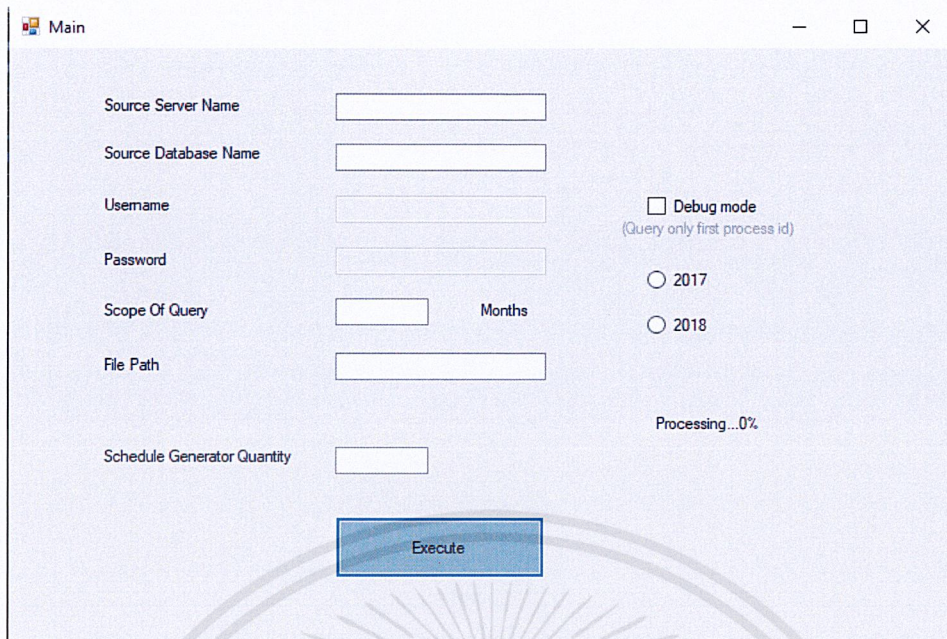 Main
Source Server Name
Source Database Name
Username
Debug mode
(Query only first process id)
Password
2017
Scope Of Query Months
2018
File Path
Processing...0%
Schedule Generator Quantity
Execute